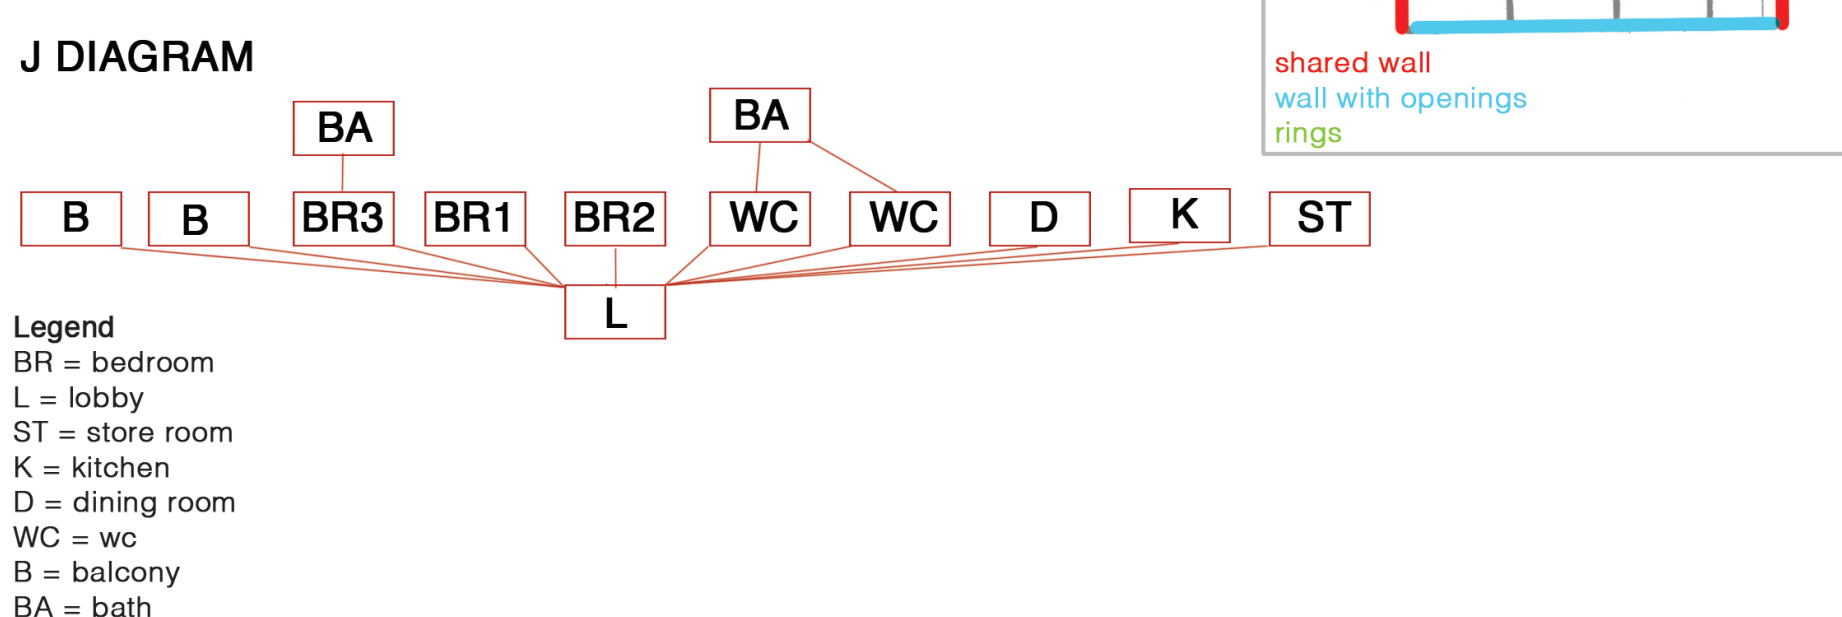 J DIAGRAM
shared wall
wall with openings
rings
BA
BA
B B BR3 BR1 BR2 WC WC D K ST
L
Legend
BR = bedroom
L = lobby
ST = store room
K = kitchen
D = dining room
WC = wc
B = balcony
BA = bath